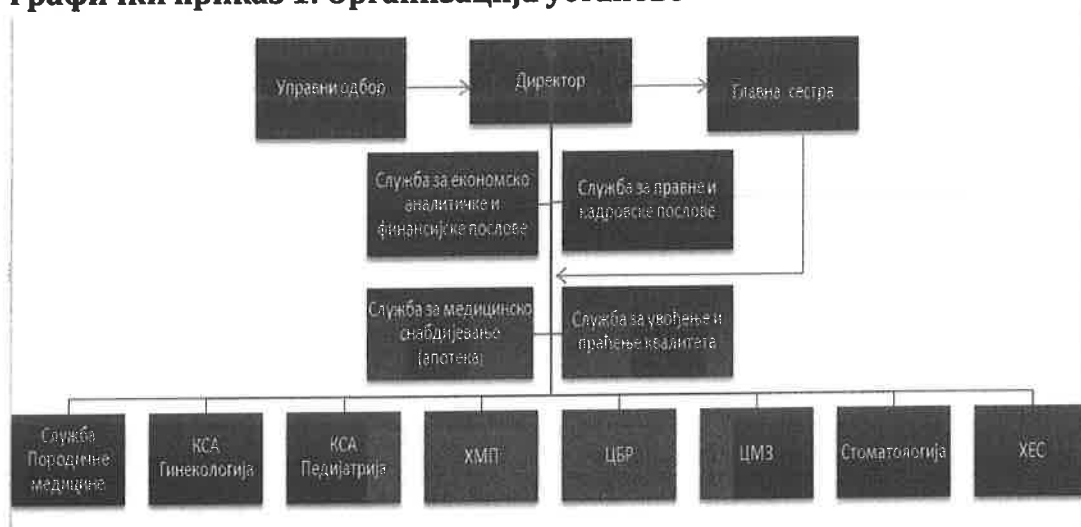 Графички приказ 1. Организација установе
Управни одбор
Директор
Главна сестра
Служба за економско
аналитичке и
финансијске послове
Служба за правне и
кадровске послове
Служба за медицинско
снабдијевање
(апотека)
Служба за увођење и
праћење квалитета
Служба
Породичне
медицине
КСА
Гинекологија
КСА
Педијатрија
ХМП
ЦБР
ЦМЗ
Стоматологија
ХЕС